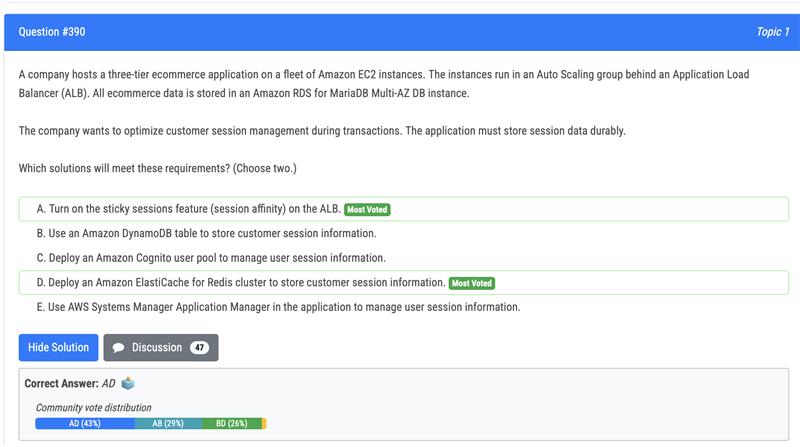 Question #390
Topic 1
A company hosts a three-tier ecommerce application on a fleet of Amazon EC2 instances. The instances run in an Auto Scaling group behind an Application Load
Balancer (ALB). All ecommerce data is stored in an Amazon RDS for MariaDB Multi-AZ DB instance.
The company wants to optimize customer session management during transactions. The application must store session data durably.
Which solutions will meet these requirements? (Choose two.)
A. Turn on the sticky sessions feature (session affinity) on the ALB. Most Voted
B. Use an Amazon DynamoDB table to store customer session information.
C. Deploy an Amazon Cognito user pool to manage user session information.
D. Deploy an Amazon ElastiCache for Redis cluster to store customer session information. Most Voted
E. Use AWS Systems Manager Application Manager in the application to manage user session information.
Hide Solution Discussion 47
Correct Answer: AD
Community vote distribution
AD (43%) AB (29%) BD (26%)